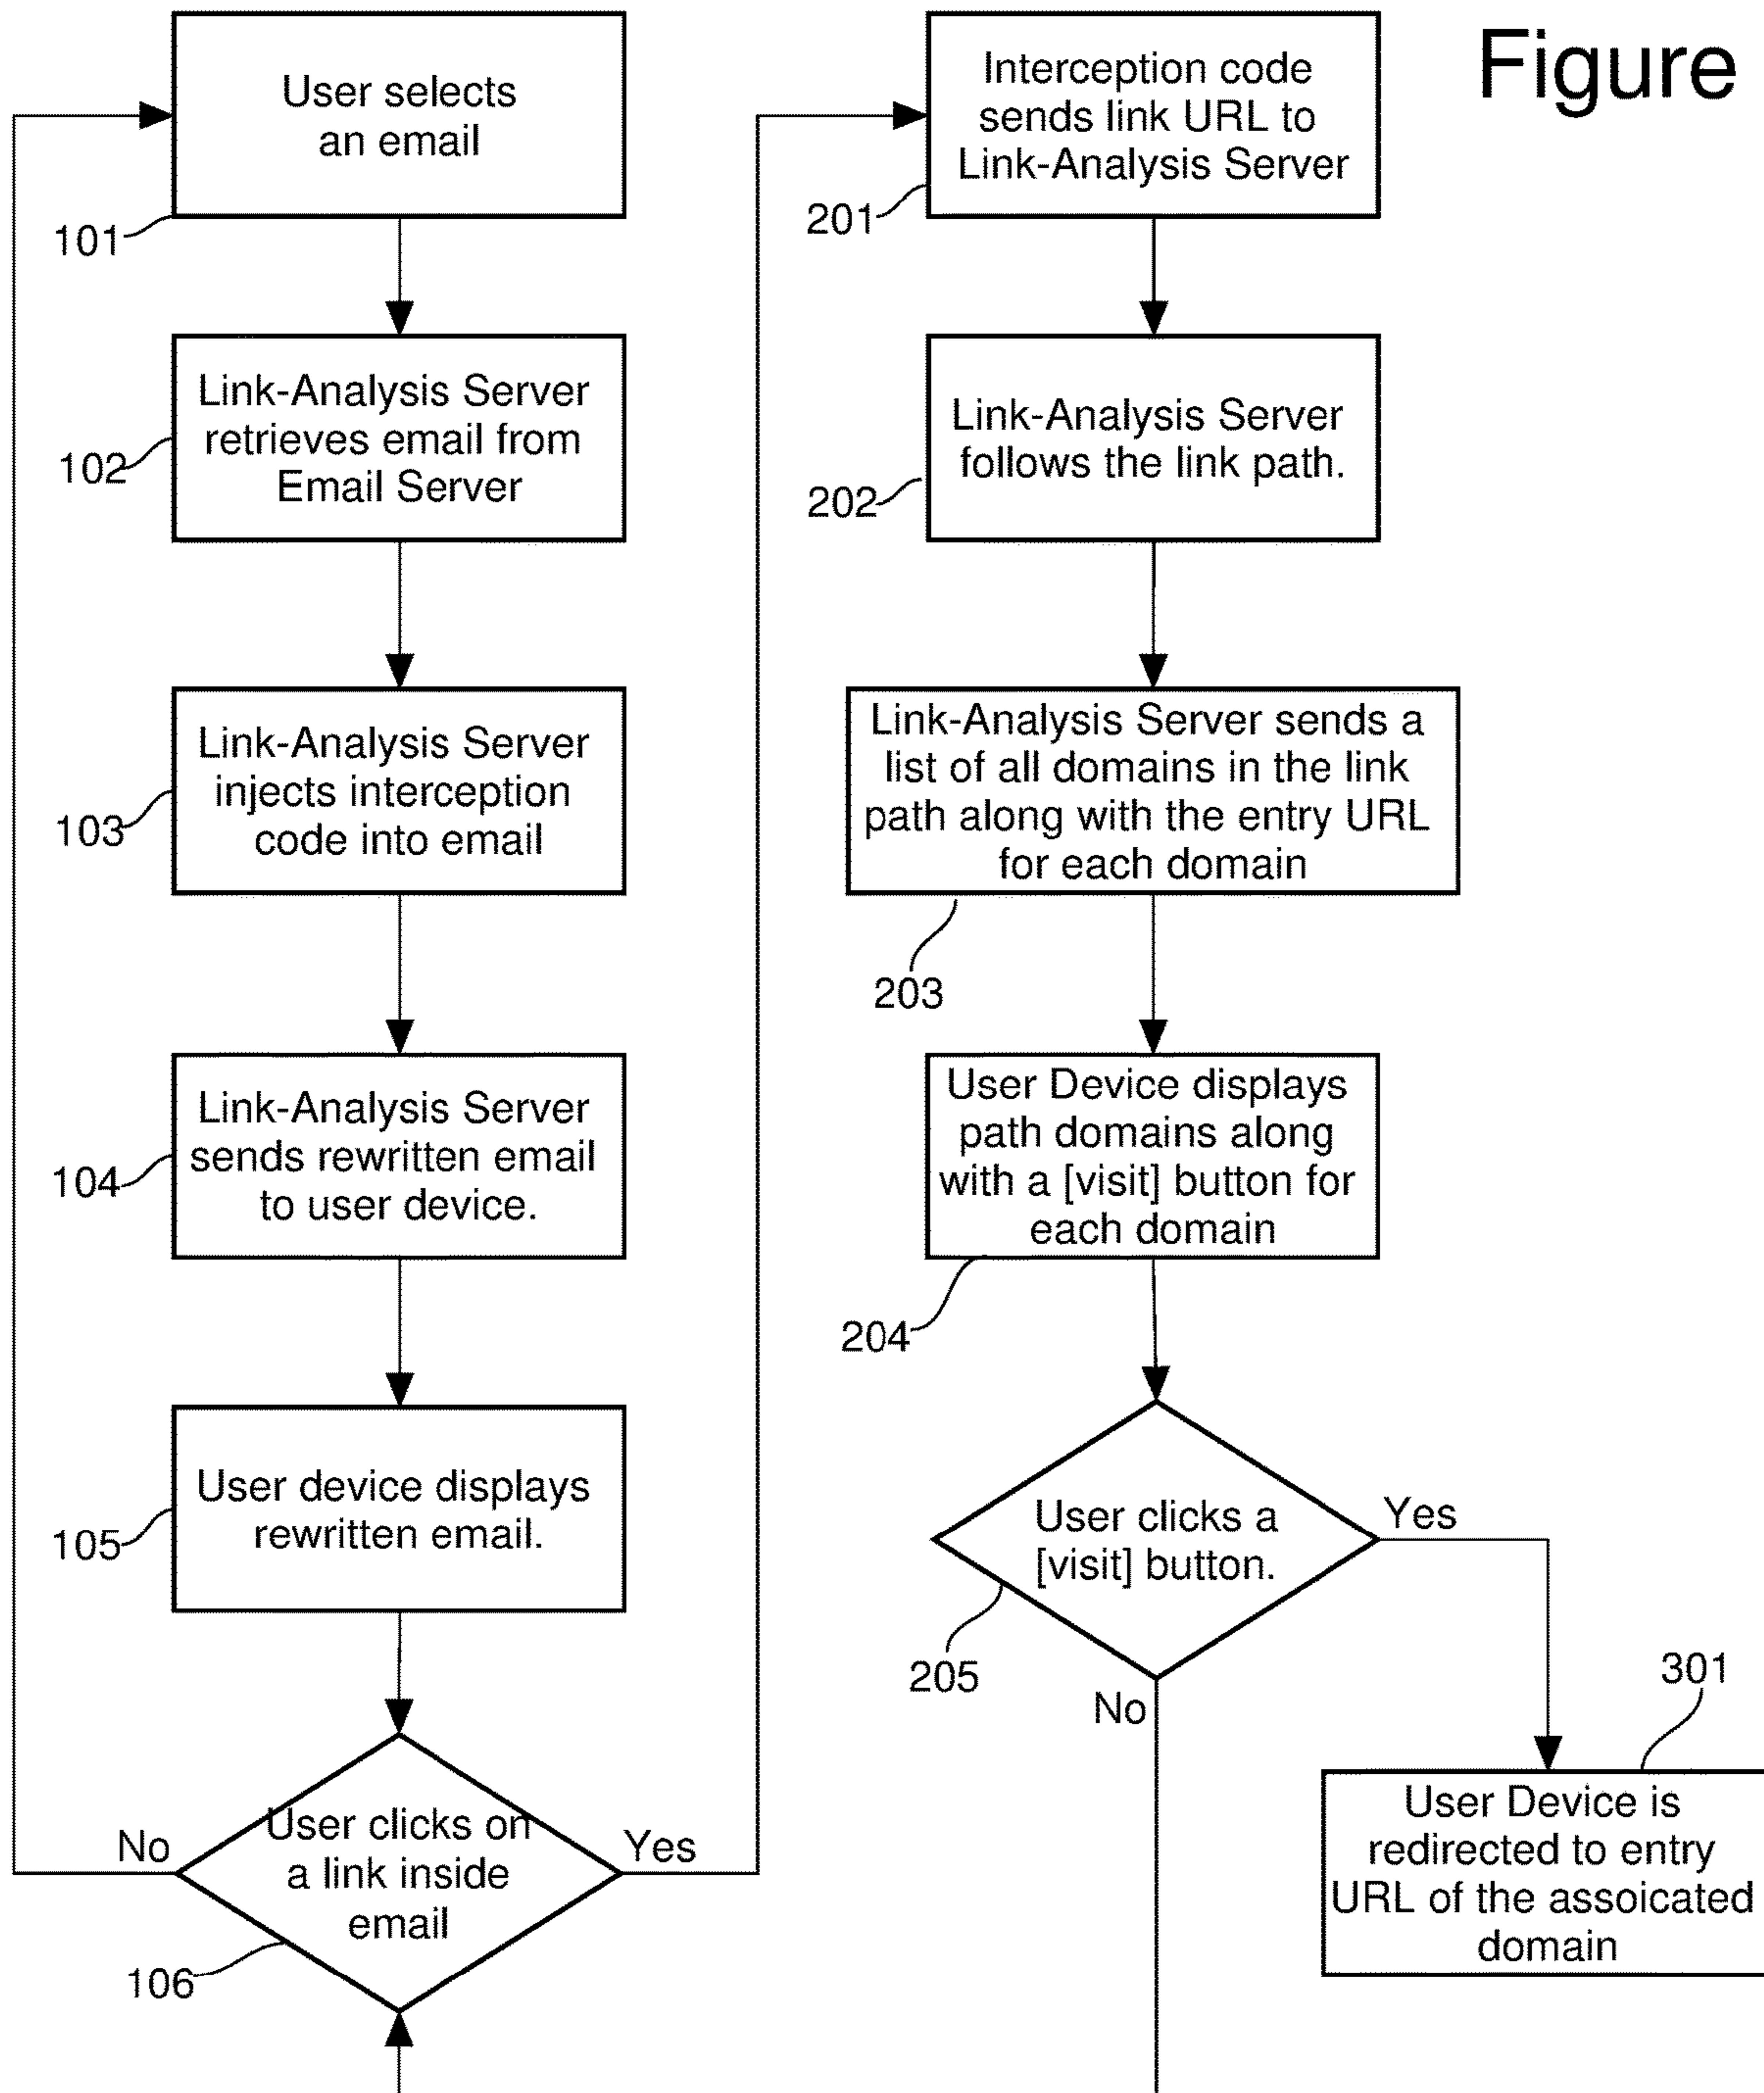 Figure
User selects
an email
101
Link-Analysis Server
retrieves email from
Email Server
102
Link-Analysis Server
injects interception
code into email
103
Link-Analysis Server
sends rewritten email
to user device.
104
User device displays
rewritten email.
105
User clicks on
a link inside
email
No
Yes
106
Interception code
sends link URL to
Link-Analysis Server
201
Link-Analysis Server
follows the link path.
202
Link-Analysis Server sends a
list of all domains in the link
path along with the entry URL
for each domain
203
User Device displays
path domains along
with a [visit] button for
each domain
204
User clicks a
[visit] button.
Yes
205
No
301
User Device is
redirected to entry
URL of the assoicated
domain